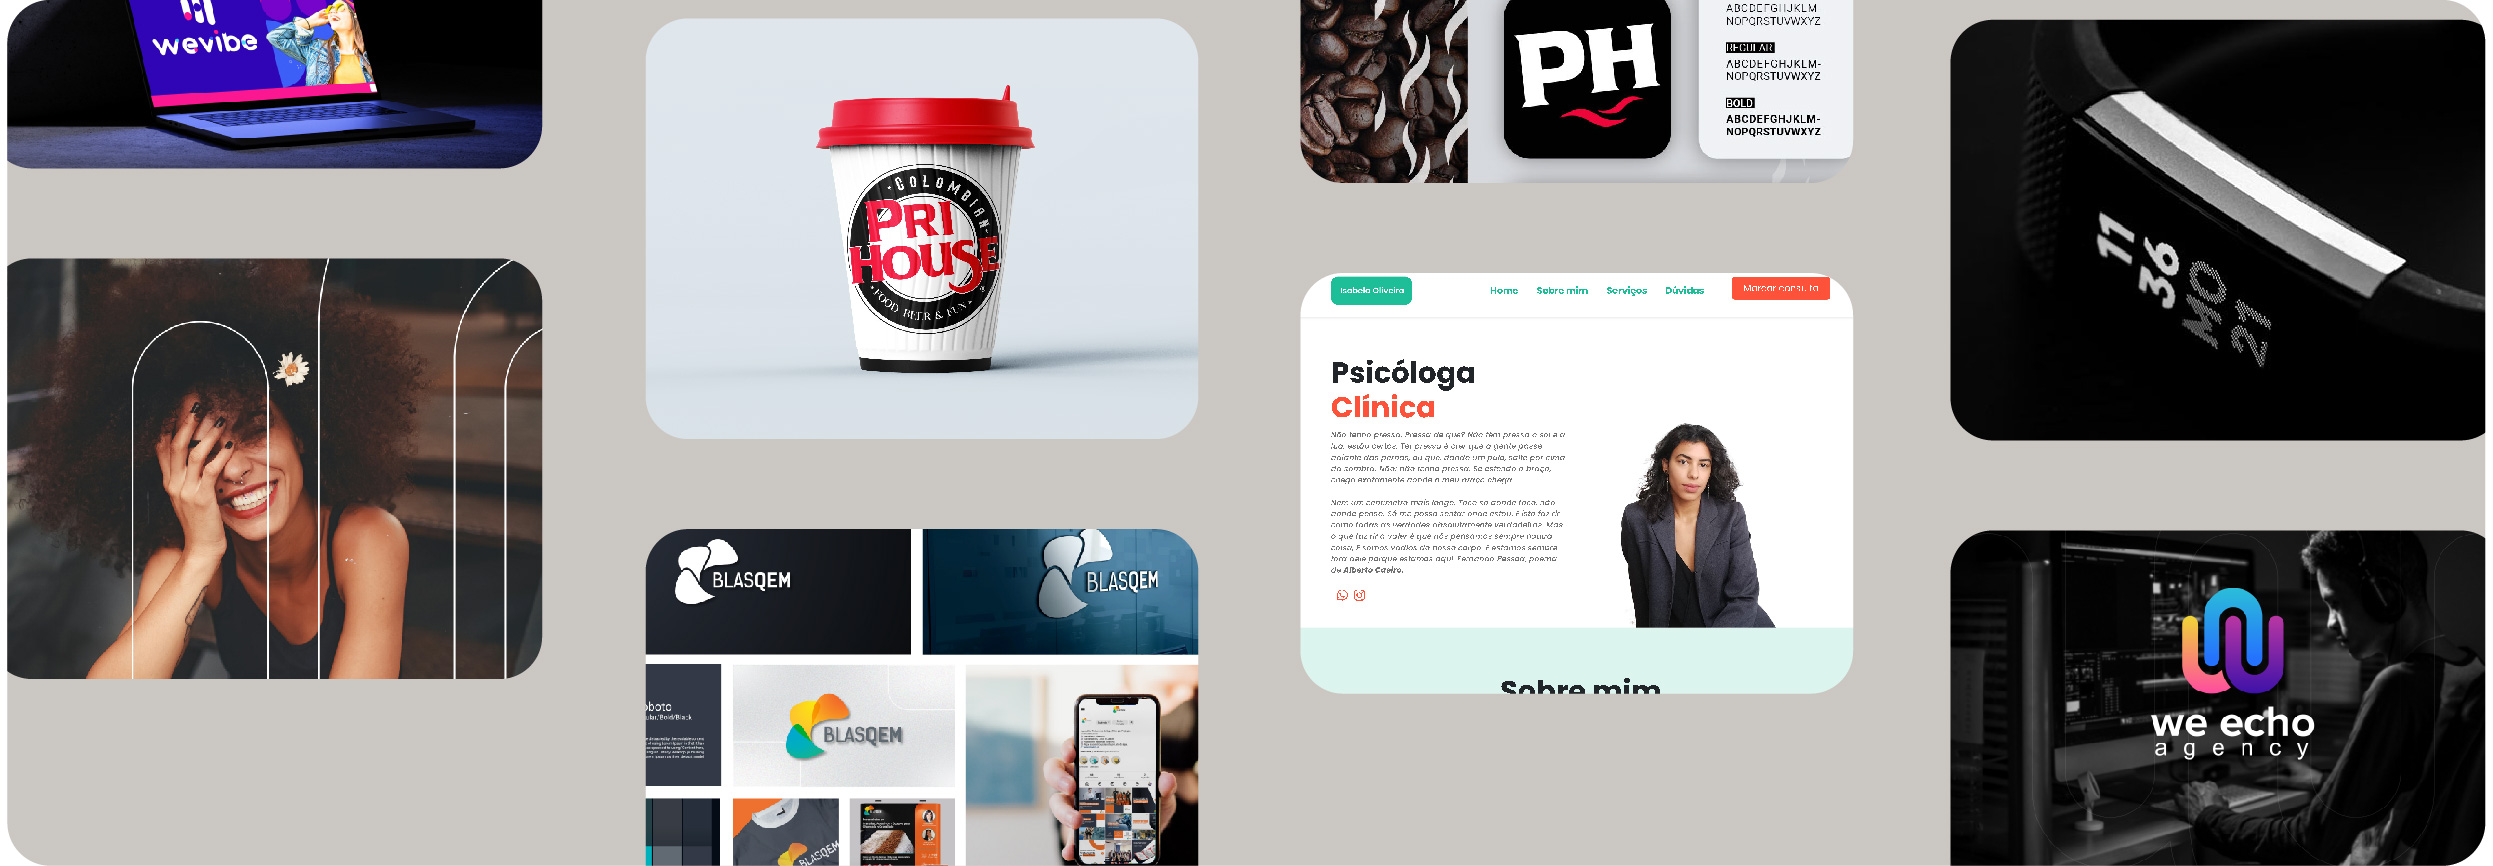 wevibe
COLOMBIAN
PRI
HOUSE
FOOD BEER & FUN
®
BLASQEM
BLASQEM
oboto
ular/Bold/Black
BLASQEM
BLASQEM
PH
ABCDEFGHJKLM
NOPQRSTUVWXYZ
REGULAR
ABCDEFGHJKLM-
NOPQRSTUVWXYZ
BOLD
ABCDEFGHJKLM-
NOPQRSTUVWXYZ
Isabela Oliveira
Home Sobre mim Serviços Dúvidas
Marcar consulta
Psicóloga
Clínica
Não tenho pressa. Pressa de quê? Não têm pressa o sol e a
lua: estão certos. Ter pressa é crer que a gente passe
adiante das pernas, ou que, dando um pulo, salte por cima
da sombra. Não; não tenho pressa. Se estendo o braço,
chego exatamente aonde o meu braço chega
Nem um centímetro mais longe. Toco só aonde toco, não
aonde penso. Só me posso sentar onde estou. E isto faz rir
como todas as verdades absolutamente verdadeiras. Mas
o que faz rir a valer é que nós pensamos sempre noutra
coisa, E somos vadios do nosso corpo. E estamos sempre
fora dele porque estamos aqui. Fernando Pessoa, poema
de Alberto Caeiro.
Sobre mim
11
36
MO
21
we echo
agency